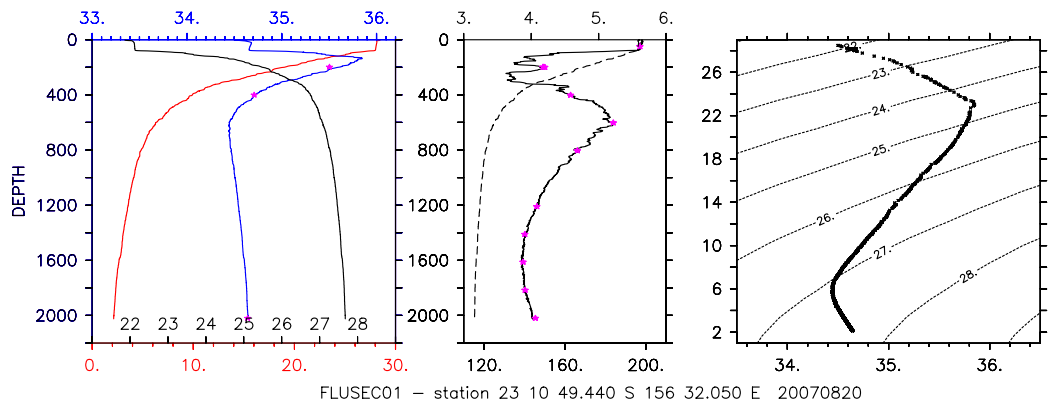 33. 34. 35. 36. 3. 4. 5. 6.
0 0
400 400 26
22. 23. 24. 25. 26. 27. 28.
22
800 800 18
DEPTH
1200 1200 14
10
1600 1600 6
2000 2000 2
22 23 24 25 26 27 28
0. 10. 20. 30. 120. 160. 200. 34. 35. 36.
FLUSEC01 – station 23 10 49.440 S 156 32.050 E 20070820